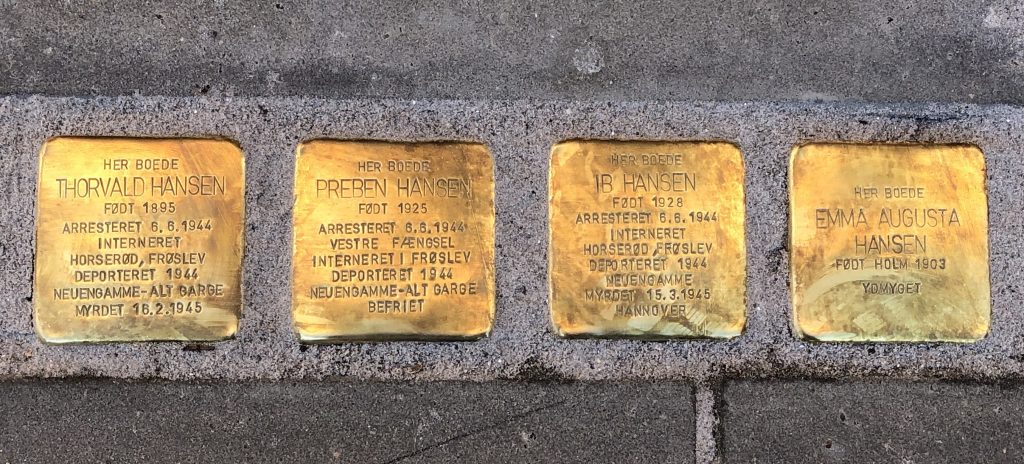 HER BOEDE
THORVALD HANSEN
FØDT 1895
ARRESTERET 6.6.1944
INTERNERET
HORSERØD, FRØSLEV
DEPORTERET 1944
NEUENGAMME-ALT GARGE
MYRDET 16.2.1945
HER BOEDE
PREBEN HANSEN
FØDT 1925
ARRESTERET 6.6.1944
VESTRE FÆNGSEL
INTERNERET I FRØSLEV
DEPORTERET 1944
NEUENGAMME-ALT GARGE
BEFRIET
HER BOEDE
IB HANSEN
FØDT 1928
ARRESTERET 6.6.1944
INTERNERET
HORSERØD, FRØSLEV
DEPORTERET 1944
NEUENGAMME
MYRDET 15.3.1945
HANNOVER
HER BOEDE
EMMA AUGUSTA
HANSEN
FØDT HOLM 1903
YDMYGET